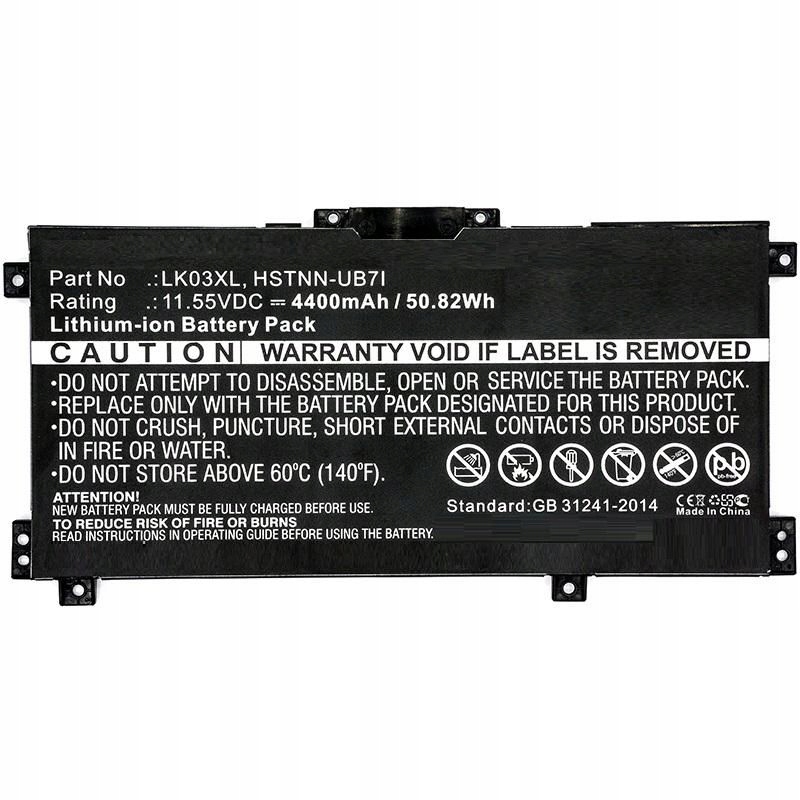 Part No .: LK03XL, HSTNN-UB7I
Rating .: 11.55VDC ⎓ 4400mAh / 50.82Wh
Lithium-ion Battery Pack
CAUTION WARRANTY VOID IF LABEL IS REMOVED
•DO NOT ATTEMPT TO DISASSEMBLE, OPEN OR SERVICE THE BATTERY PACK.
•REPLACE ONLY WITH THE BATTERY PACK DESIGNATED FOR THIS PRODUCT.
•DO NOT CRUSH, PUNCTURE, SHORT EXTERNAL CONTACTS OR DISPOSE OF
IN FIRE OR WATER.
•DO NOT STORE ABOVE 60°C (140°F).
ATTENTION!
NEW BATTERY PACK MUST BE FULLY CHARGED BEFORE USE.
TO REDUCE RISK OF FIRE OR BURNS
READ INSTRUCTIONS IN OPERATING GUIDE BEFORE USING THE BATTERY.
pb
pb-free
Standard: GB 31241-2014
CE
Made In China